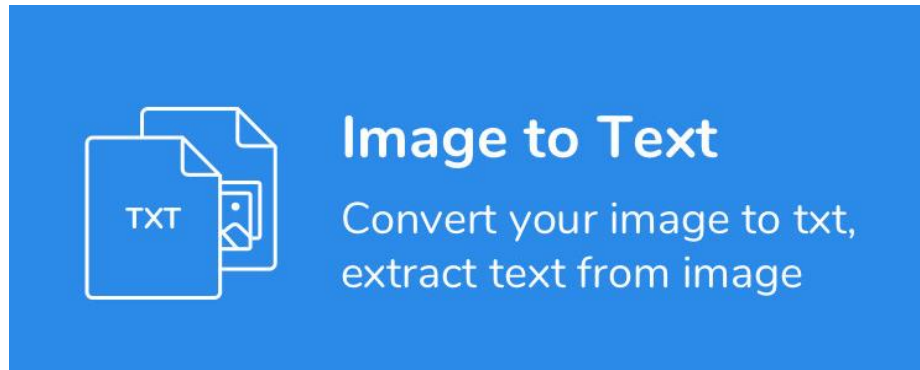 TXT
Image to Text
Convert your image to txt,
extract text from image